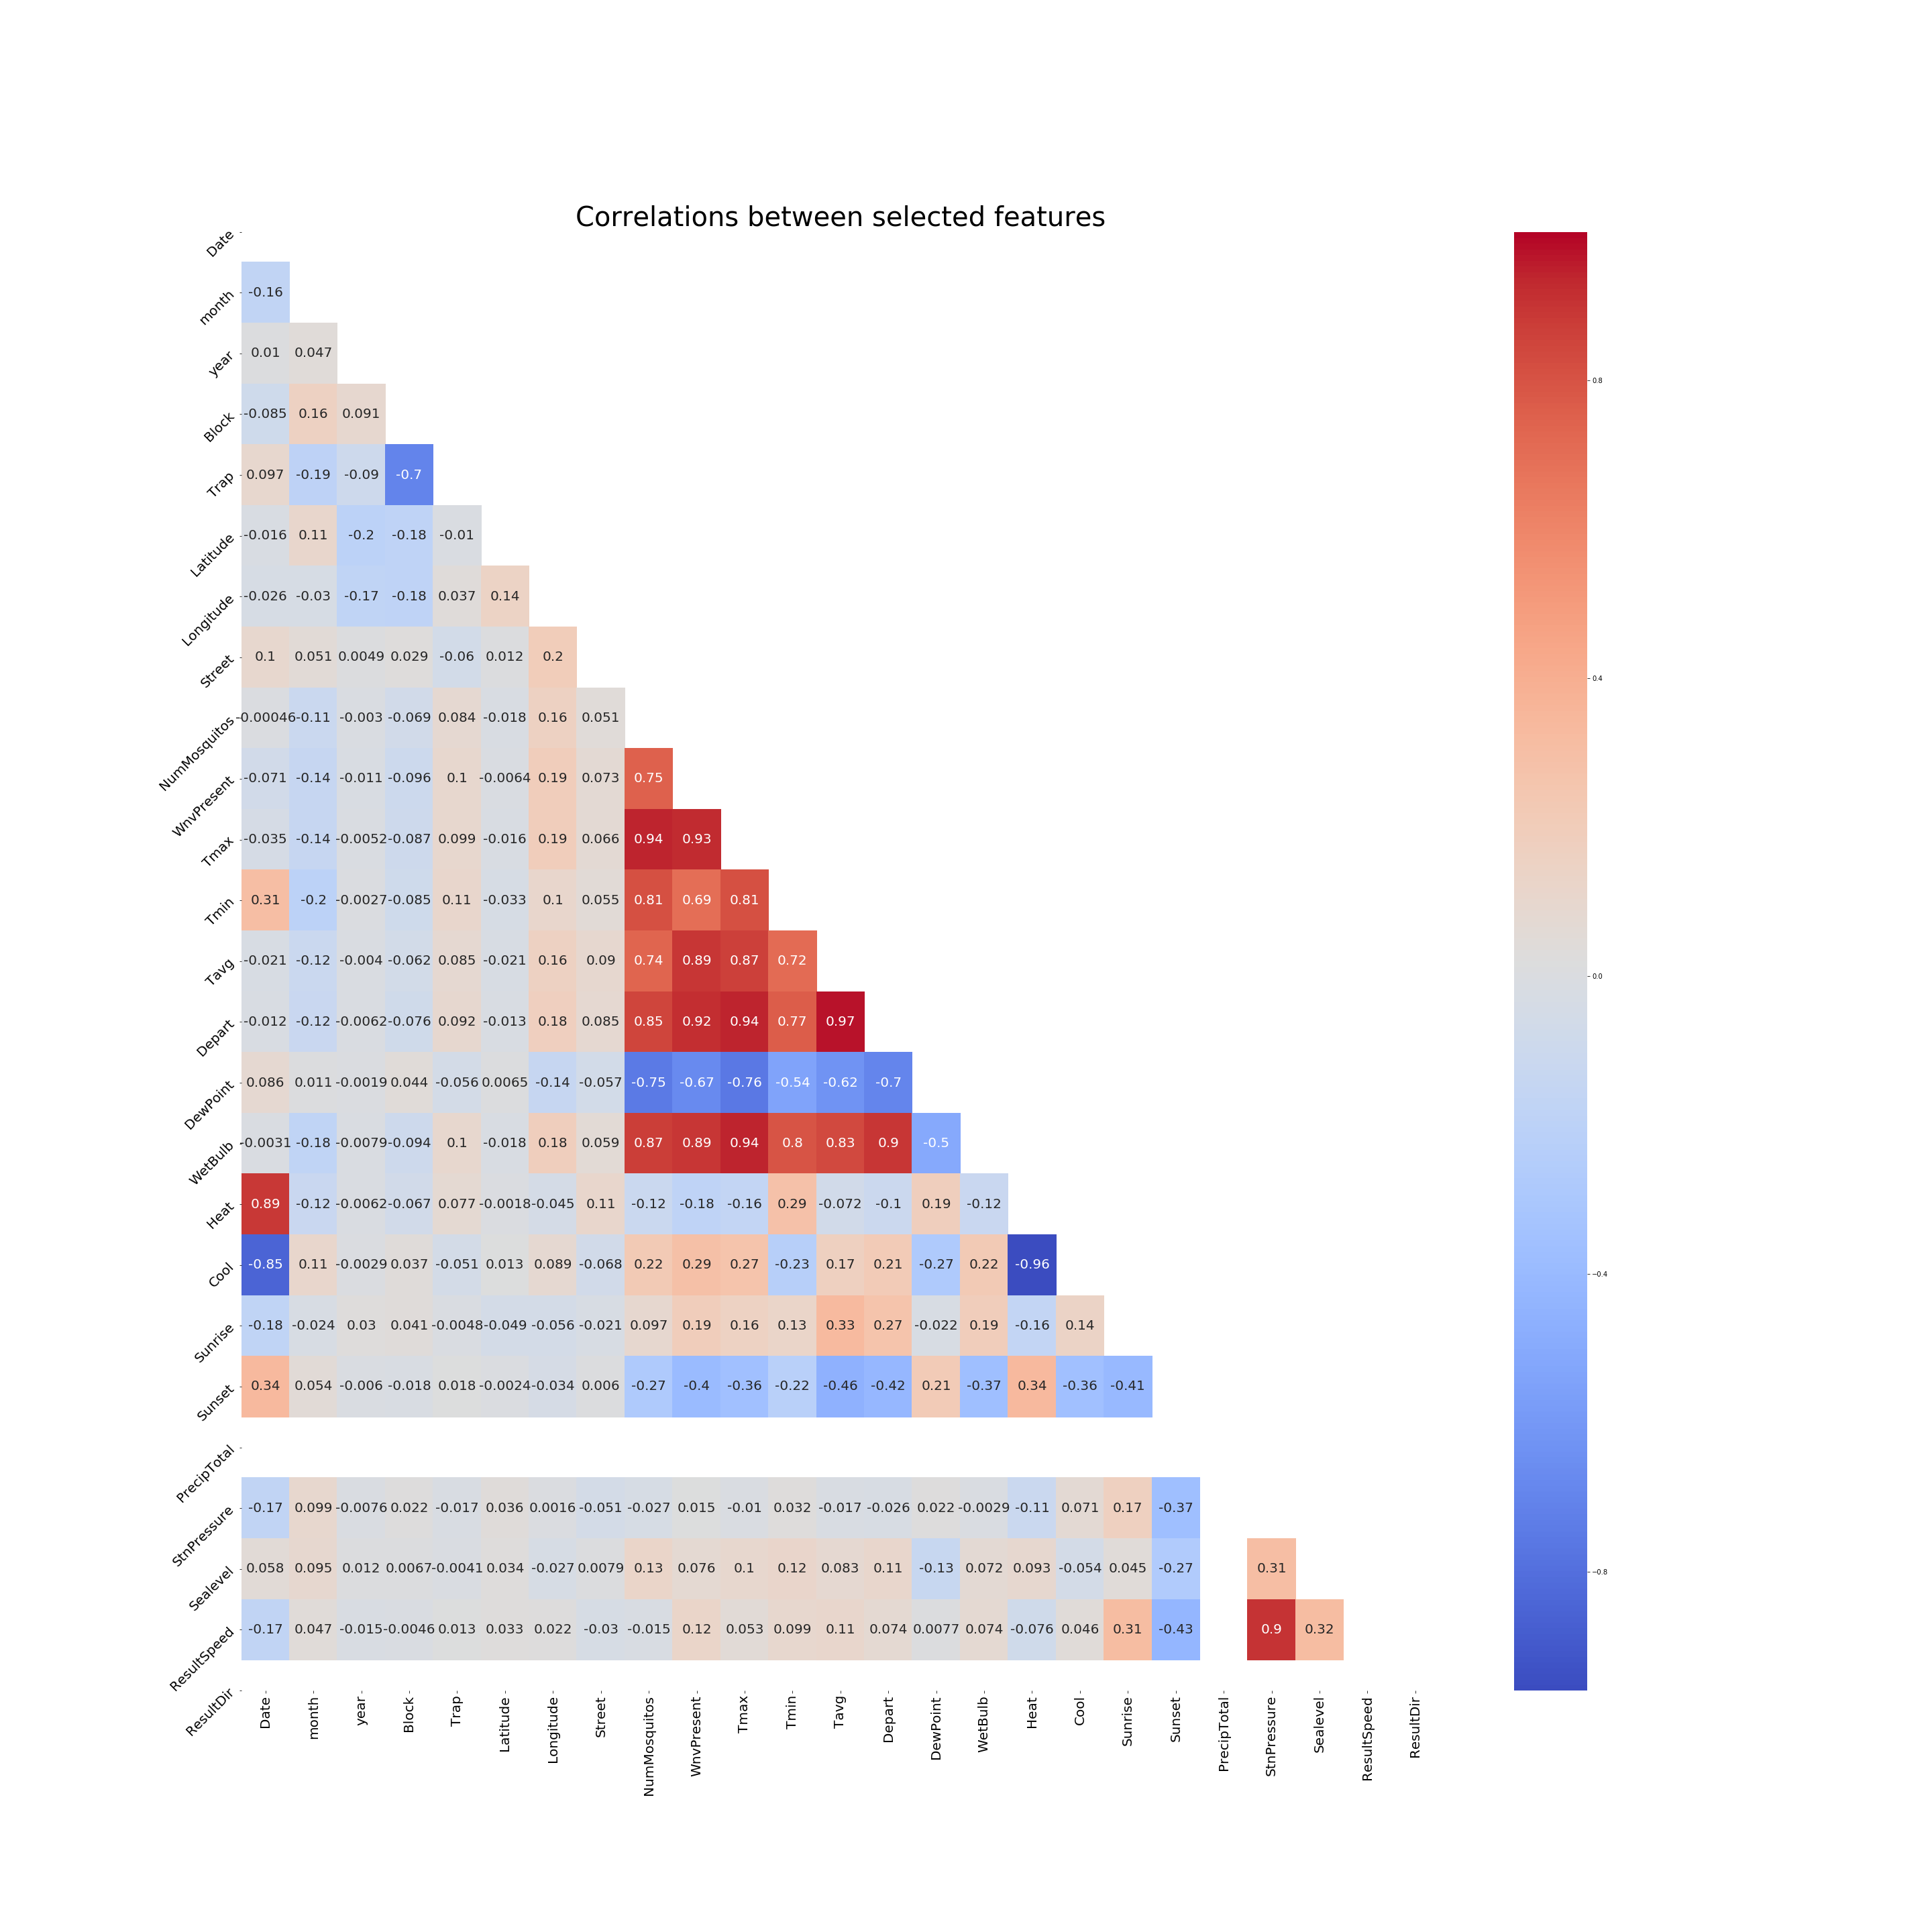 Correlations between selected features
Date
month -0.16
year 0.01 0.047
Block -0.085 0.16 0.091
Trap 0.097 -0.19 -0.09 -0.7
Latitude -0.016 0.11 -0.2 -0.18 -0.01
Longitude -0.026 -0.03 -0.17 -0.18 0.037 0.14
Street 0.1 0.051 0.0049 0.029 -0.06 0.012 0.2
NumMosquitos -0.00046 -0.11 -0.003 -0.069 0.084 -0.018 0.16 0.051
WnvPresent -0.071 -0.14 -0.011 -0.096 0.1 -0.0064 0.19 0.073 0.75
Tmax -0.035 -0.14 -0.0052 -0.087 0.099 -0.016 0.19 0.066 0.94 0.93
Tmin 0.31 -0.2 -0.0027 -0.085 0.11 -0.033 0.1 0.055 0.81 0.69 0.81
Tavg -0.021 -0.12 -0.004 -0.062 0.085 -0.021 0.16 0.09 0.74 0.89 0.87 0.72
Depart -0.012 -0.12 -0.0062 -0.076 0.092 -0.013 0.18 0.085 0.85 0.92 0.94 0.77 0.97
DewPoint 0.086 0.011 -0.0019 0.044 -0.056 0.0065 -0.14 -0.057 -0.75 -0.67 -0.76 -0.54 -0.62 -0.7
WetBulb -0.0031 -0.18 -0.0079 -0.094 0.1 -0.018 0.18 0.059 0.87 0.89 0.94 0.8 0.83 0.9 -0.5
Heat 0.89 -0.12 -0.0062 -0.067 0.077 -0.0018 -0.045 0.11 -0.12 -0.18 -0.16 0.29 -0.072 -0.1 0.19 -0.12
Cool -0.85 0.11 -0.0029 0.037 -0.051 0.013 0.089 -0.068 0.22 0.29 0.27 -0.23 0.17 0.21 -0.27 0.22 -0.96
Sunrise -0.18 -0.024 0.03 0.041 -0.0048 -0.049 -0.056 -0.021 0.097 0.19 0.16 0.13 0.33 0.27 -0.022 0.19 -0.16 0.14
Sunset 0.34 0.054 -0.006 -0.018 0.018 -0.0024 -0.034 0.006 -0.27 -0.4 -0.36 -0.22 -0.46 -0.42 0.21 -0.37 0.34 -0.36 -0.41
PrecipTotal
StnPressure -0.17 0.099 -0.0076 0.022 -0.017 0.036 0.0016 -0.051 -0.027 0.015 -0.01 0.032 -0.017 -0.026 0.022 -0.0029 -0.11 0.071 0.17 -0.37
Sealevel 0.058 0.095 0.012 0.0067 -0.0041 0.034 -0.027 0.0079 0.13 0.076 0.1 0.12 0.083 0.11 -0.13 0.072 0.093 -0.054 0.045 -0.27 0.31
ResultSpeed -0.17 0.047 -0.015 -0.0046 0.013 0.033 0.022 -0.03 -0.015 0.12 0.053 0.099 0.11 0.074 0.0077 0.074 -0.076 0.046 0.31 -0.43 0.9 0.32
ResultDir
Date month year Block Trap Latitude Longitude Street NumMosquitos WnvPresent Tmax Tmin Tavg Depart DewPoint WetBulb Heat Cool Sunrise Sunset PrecipTotal StnPressure Sealevel ResultSpeed ResultDir
0.8
0.4
0.0
−0.4
−0.8